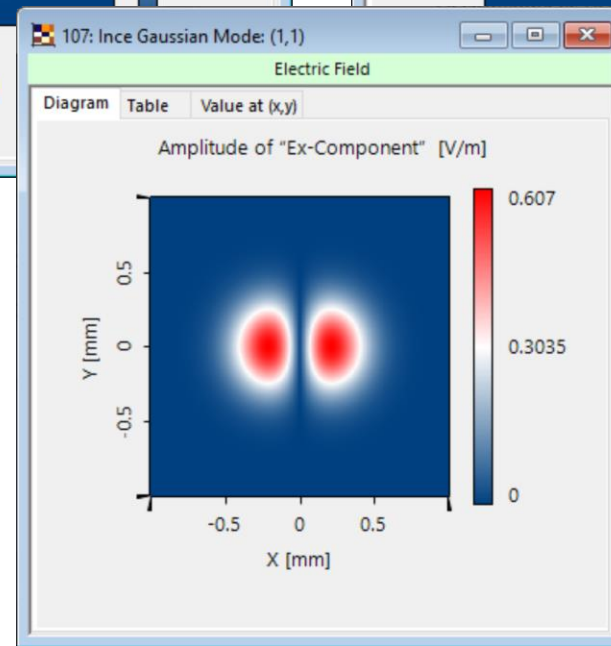 107: Ince Gaussian Mode: (1,1)
Electric Field
Diagram Table Value at (x,y)
Amplitude of "Ex-Component" [V/m]
0.607
0.5
0
0.3035
Y [mm]
-0.5
0
-0.5 0 0.5
X [mm]